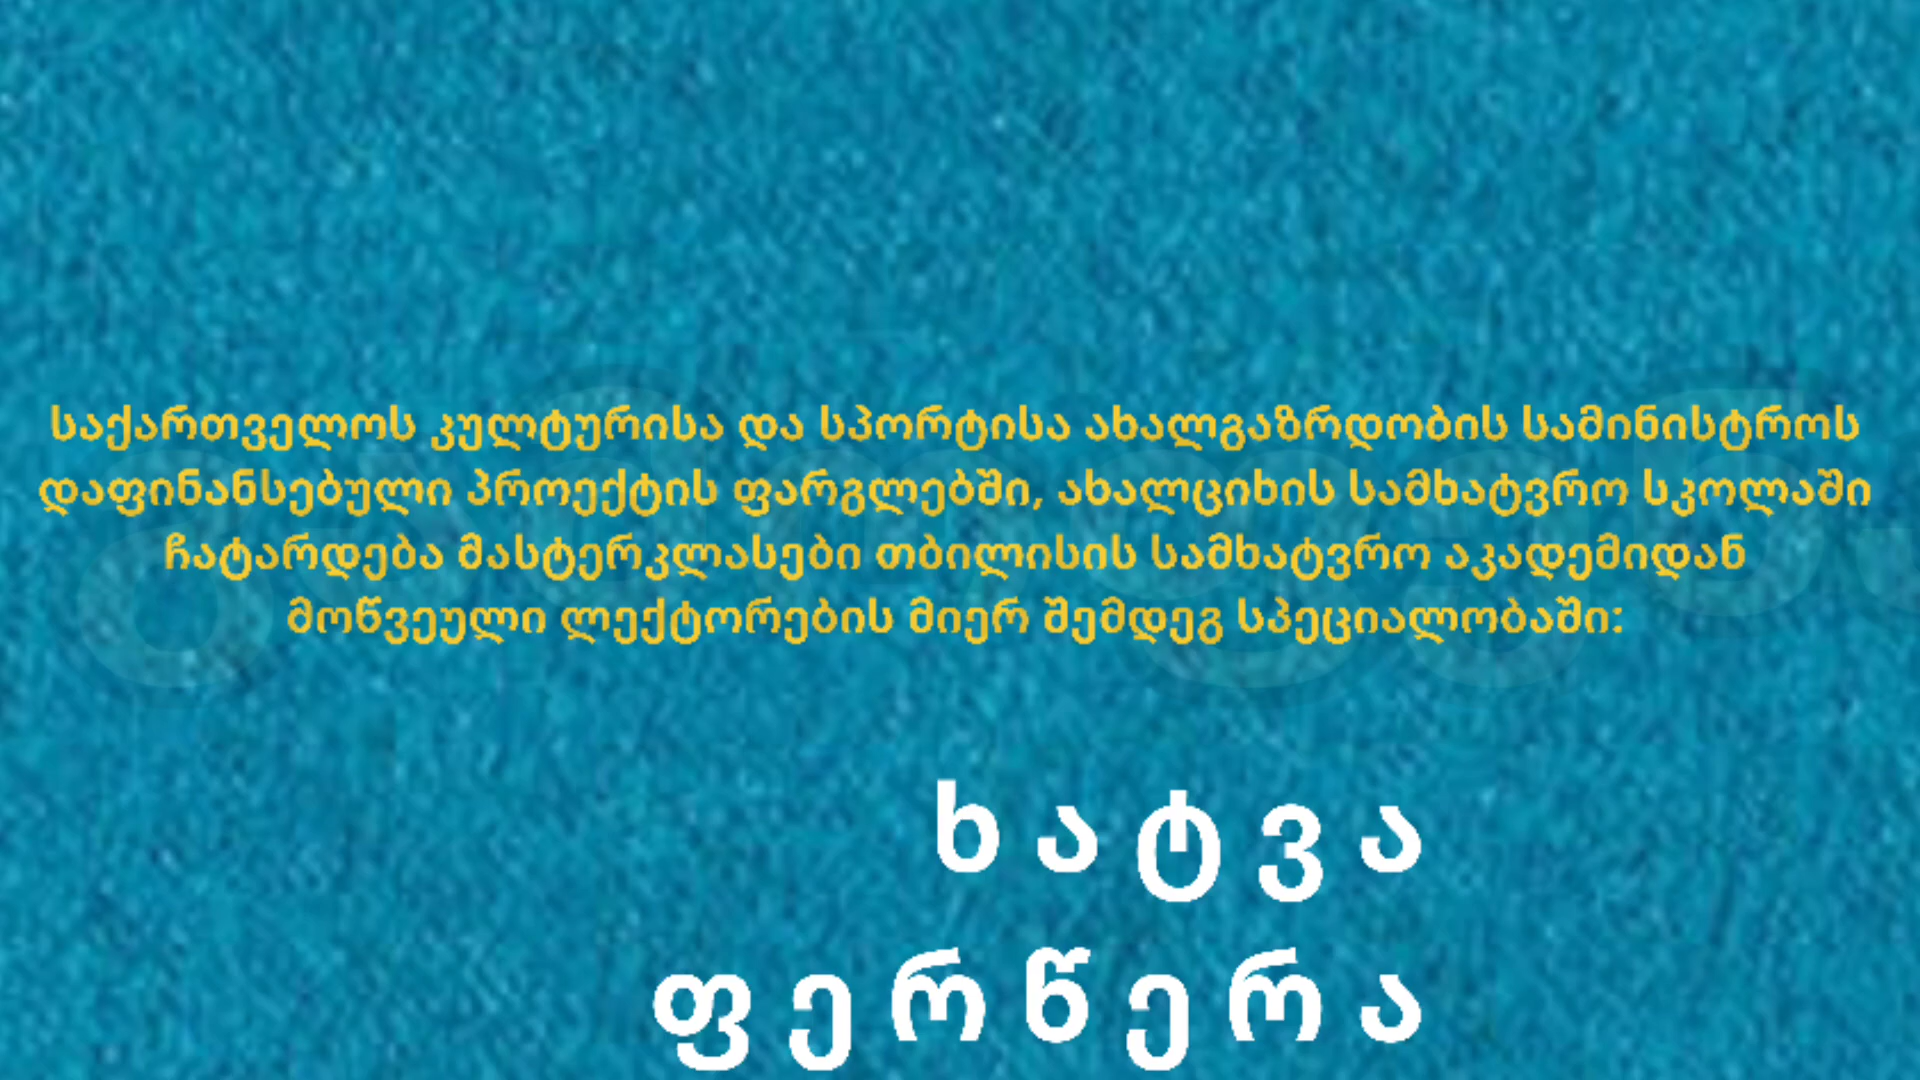 საქართველოს კულტურისა და სპორტისა ახალგაზრდობის სამინისტროს
დაფინანსებული პროექტის ფარგლებში, ახალციხის სამხატვრო სკოლაში
ჩატარდება მასტერკლასები თბილისის სამხატვრო აკადემიდან
მოწვეული ლექტორების მიერ შემდეგ სპეციალობაში:
ხატვა
ფერწერა